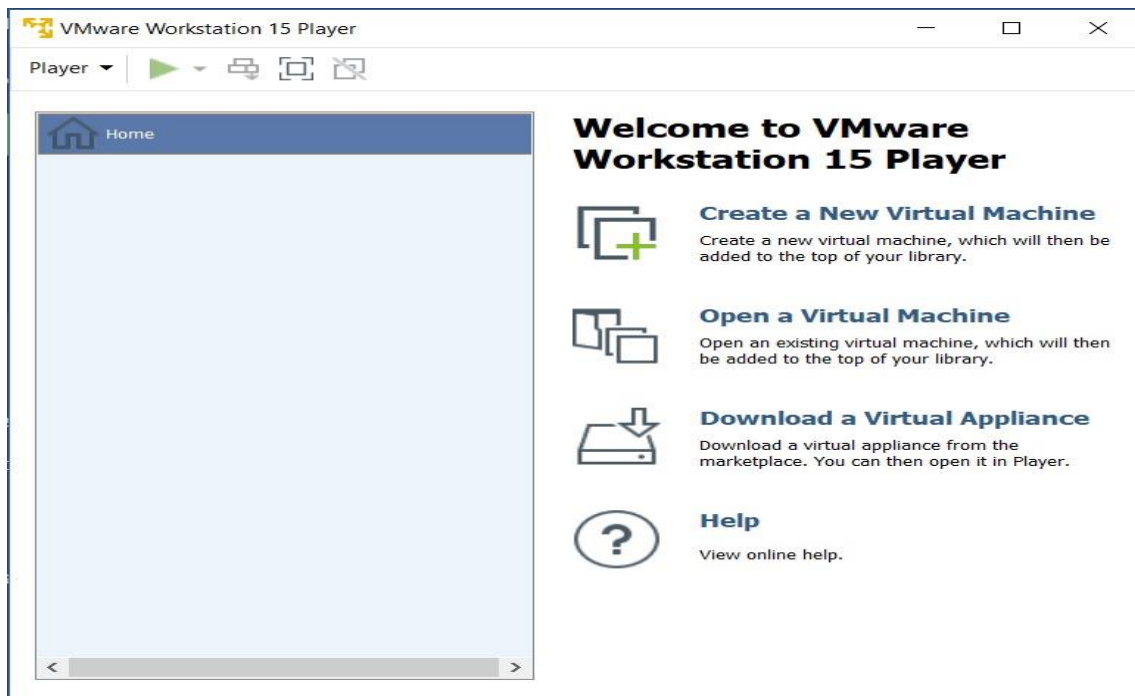 VMware Workstation 15 Player
Player
Home
Welcome to VMware
Workstation 15 Player
Create a New Virtual Machine
Create a new virtual machine, which will then be
added to the top of your library.
Open a Virtual Machine
Open an existing virtual machine, which will then
be added to the top of your library.
Download a Virtual Appliance
Download a virtual appliance from the
marketplace. You can then open it in Player.
Help
View online help.